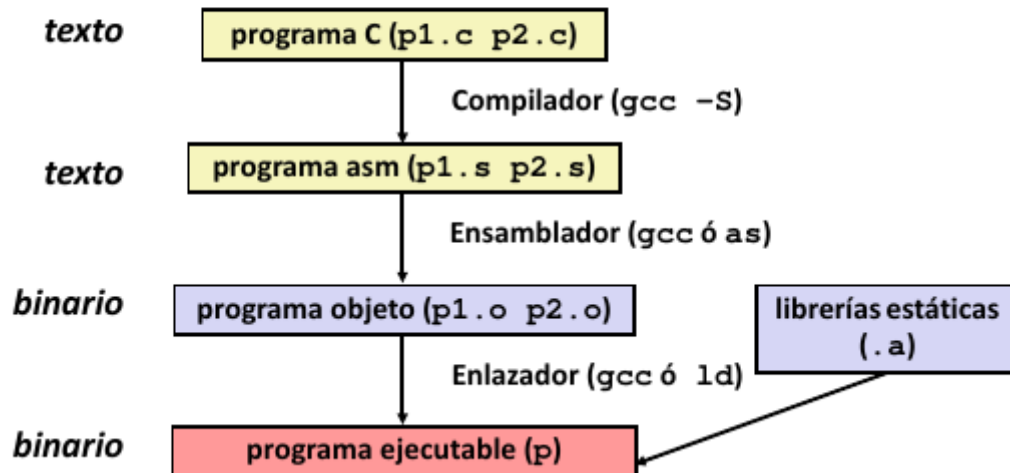 texto
programa C (p1.c p2.c)
Compilador (gcc –S)
texto
programa asm (p1.s p2.s)
Ensamblador (gcc ó as)
binario
programa objeto (p1.o p2.o)
librerías estáticas
(.a)
Enlazador (gcc ó ld)
binario
programa ejecutable (p)